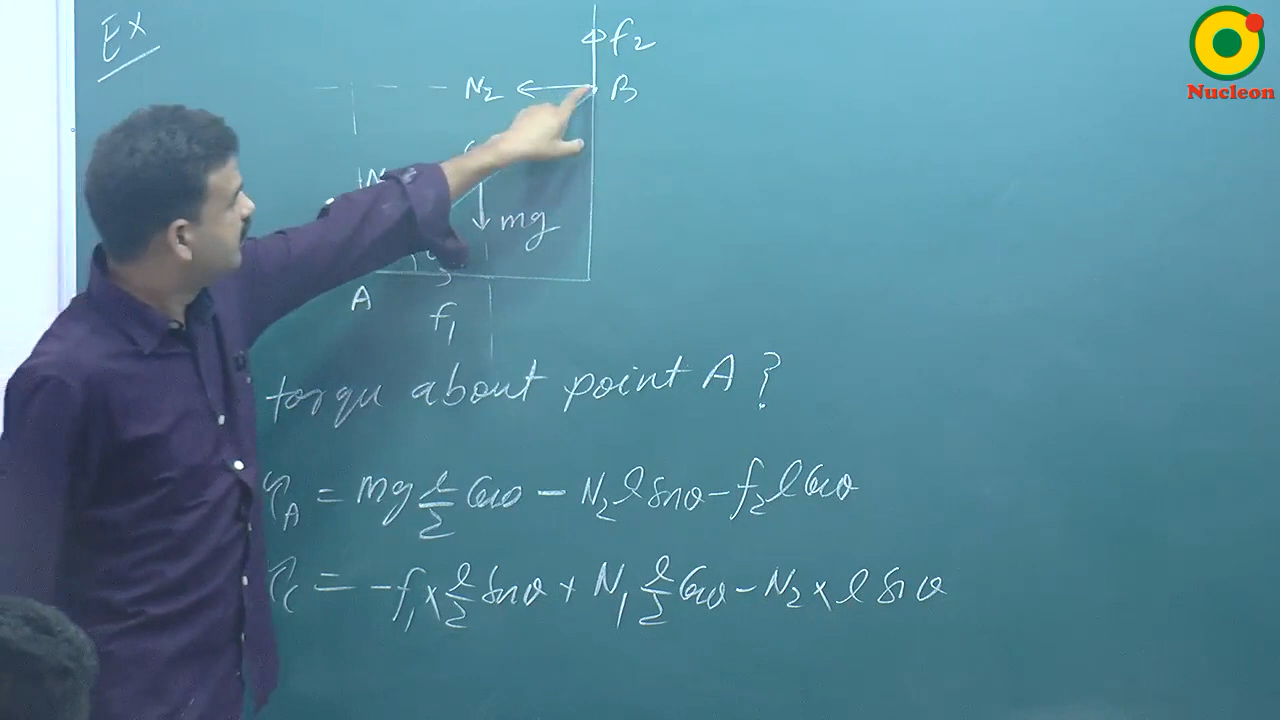 Ex
f2
N2 B
N
mg
A
f1
torqu about point A ?
τA = mg l/2 Cosθ - N2 l Sinθ - f2 l Cosθ
τC = -f1 × l/2 Sinθ + N1 l/2 Cosθ - N2 × l Sinθ
Nucleon